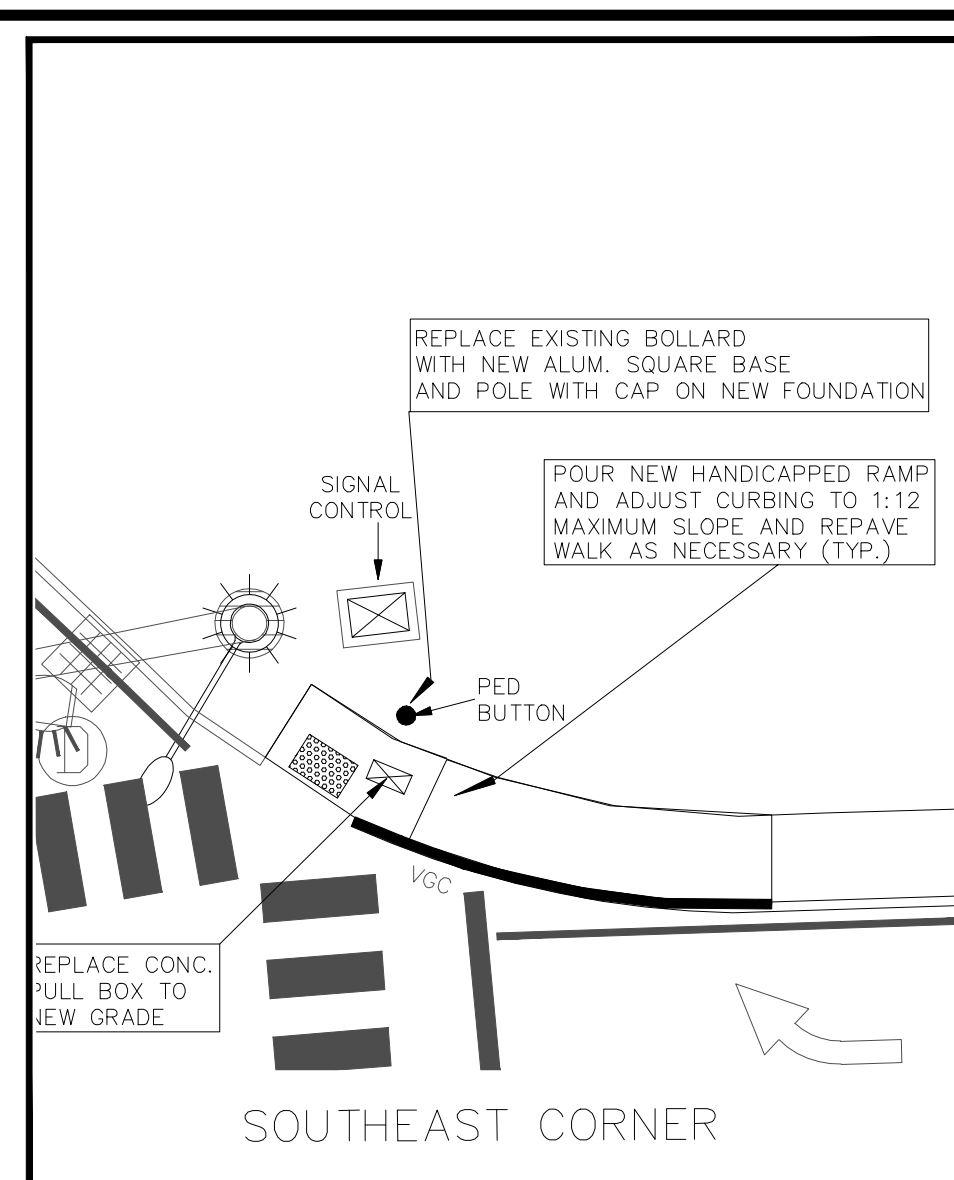 REPLACE EXISTING BOLLARD
WITH NEW ALUM. SQUARE BASE
AND POLE WITH CAP ON NEW FOUNDATION
POUR NEW HANDICAPPED RAMP
AND ADJUST CURBING TO 1:12
MAXIMUM SLOPE AND REPAVE
WALK AS NECESSARY (TYP.)
SIGNAL
CONTROL
PED
BUTTON
VGC
REPLACE CONC.
PULL BOX TO
NEW GRADE
SOUTHEAST CORNER